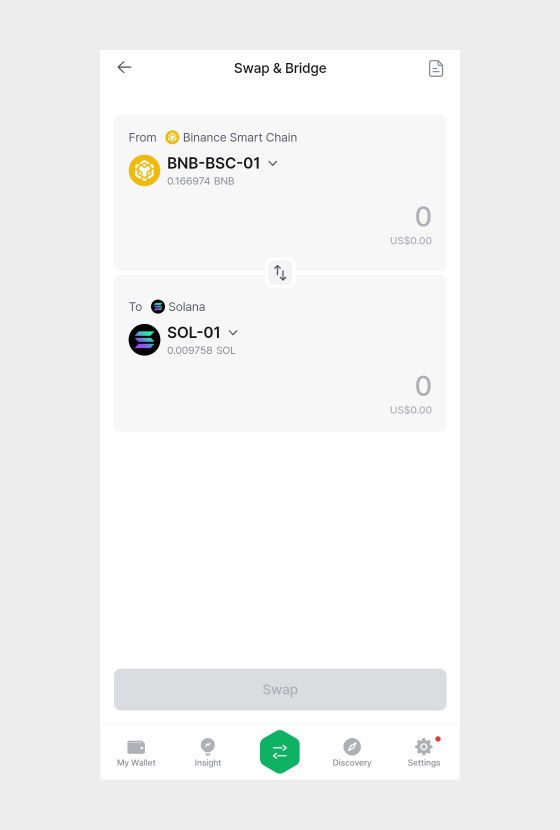 Swap & Bridge
From Binance Smart Chain
BNB-BSC-01
0.166974 BNB
0
US$0.00
To Solana
SOL-01
0.009758 SOL
0
US$0.00
Swap
My Wallet
Insight
Discovery
Settings